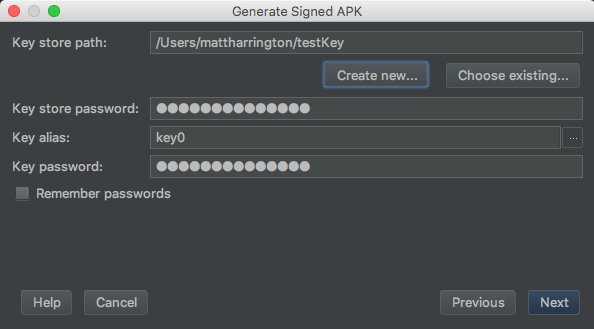 Generate Signed APK
Key store path: /Users/mattharrington/testKey
Create new... Choose existing...
Key store password: ●●●●●●●●●●●●●●
Key alias: key0 ...
Key password: ●●●●●●●●●●●●●●
Remember passwords
Help Cancel Previous Next